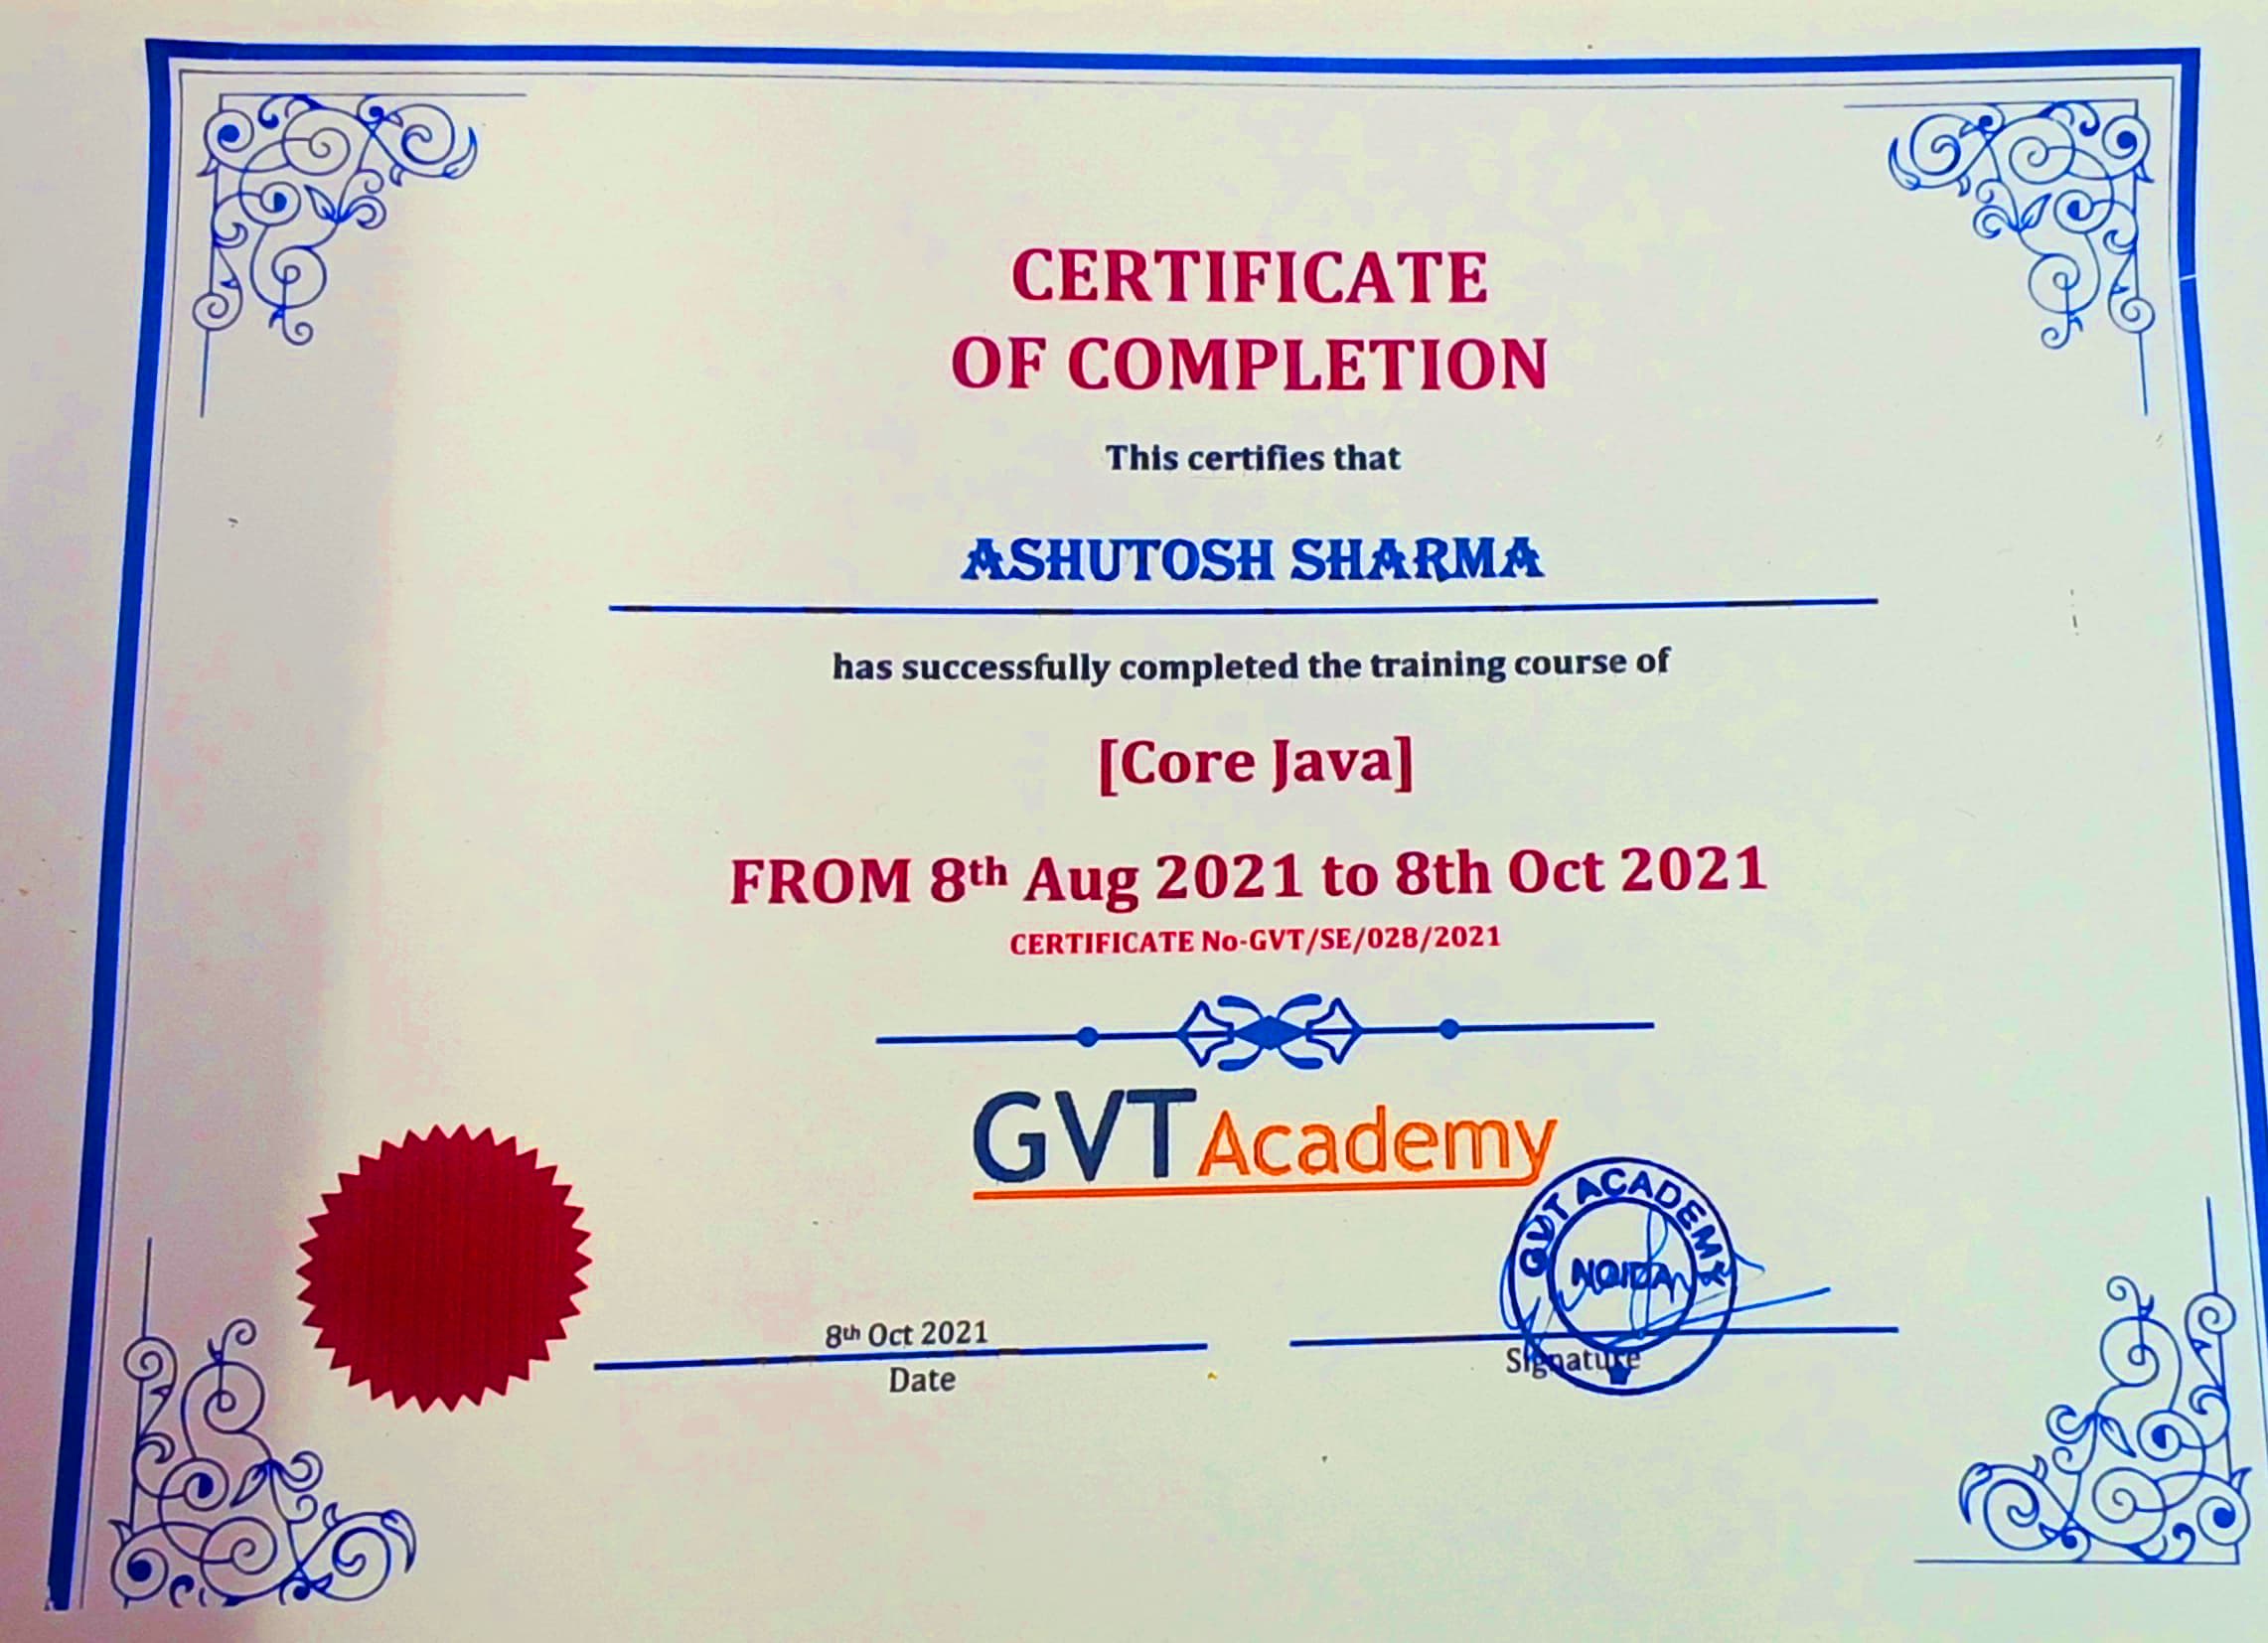 CERTIFICATE
OF COMPLETION
This certifies that
ASHUTOSH SHARMA
has successfully completed the training course of
[Core Java]
FROM 8th Aug 2021 to 8th Oct 2021
CERTIFICATE No-GVT/SE/028/2021
GVT Academy
GVT ACADEMY
NOIDA
8th Oct 2021
Date
Signature